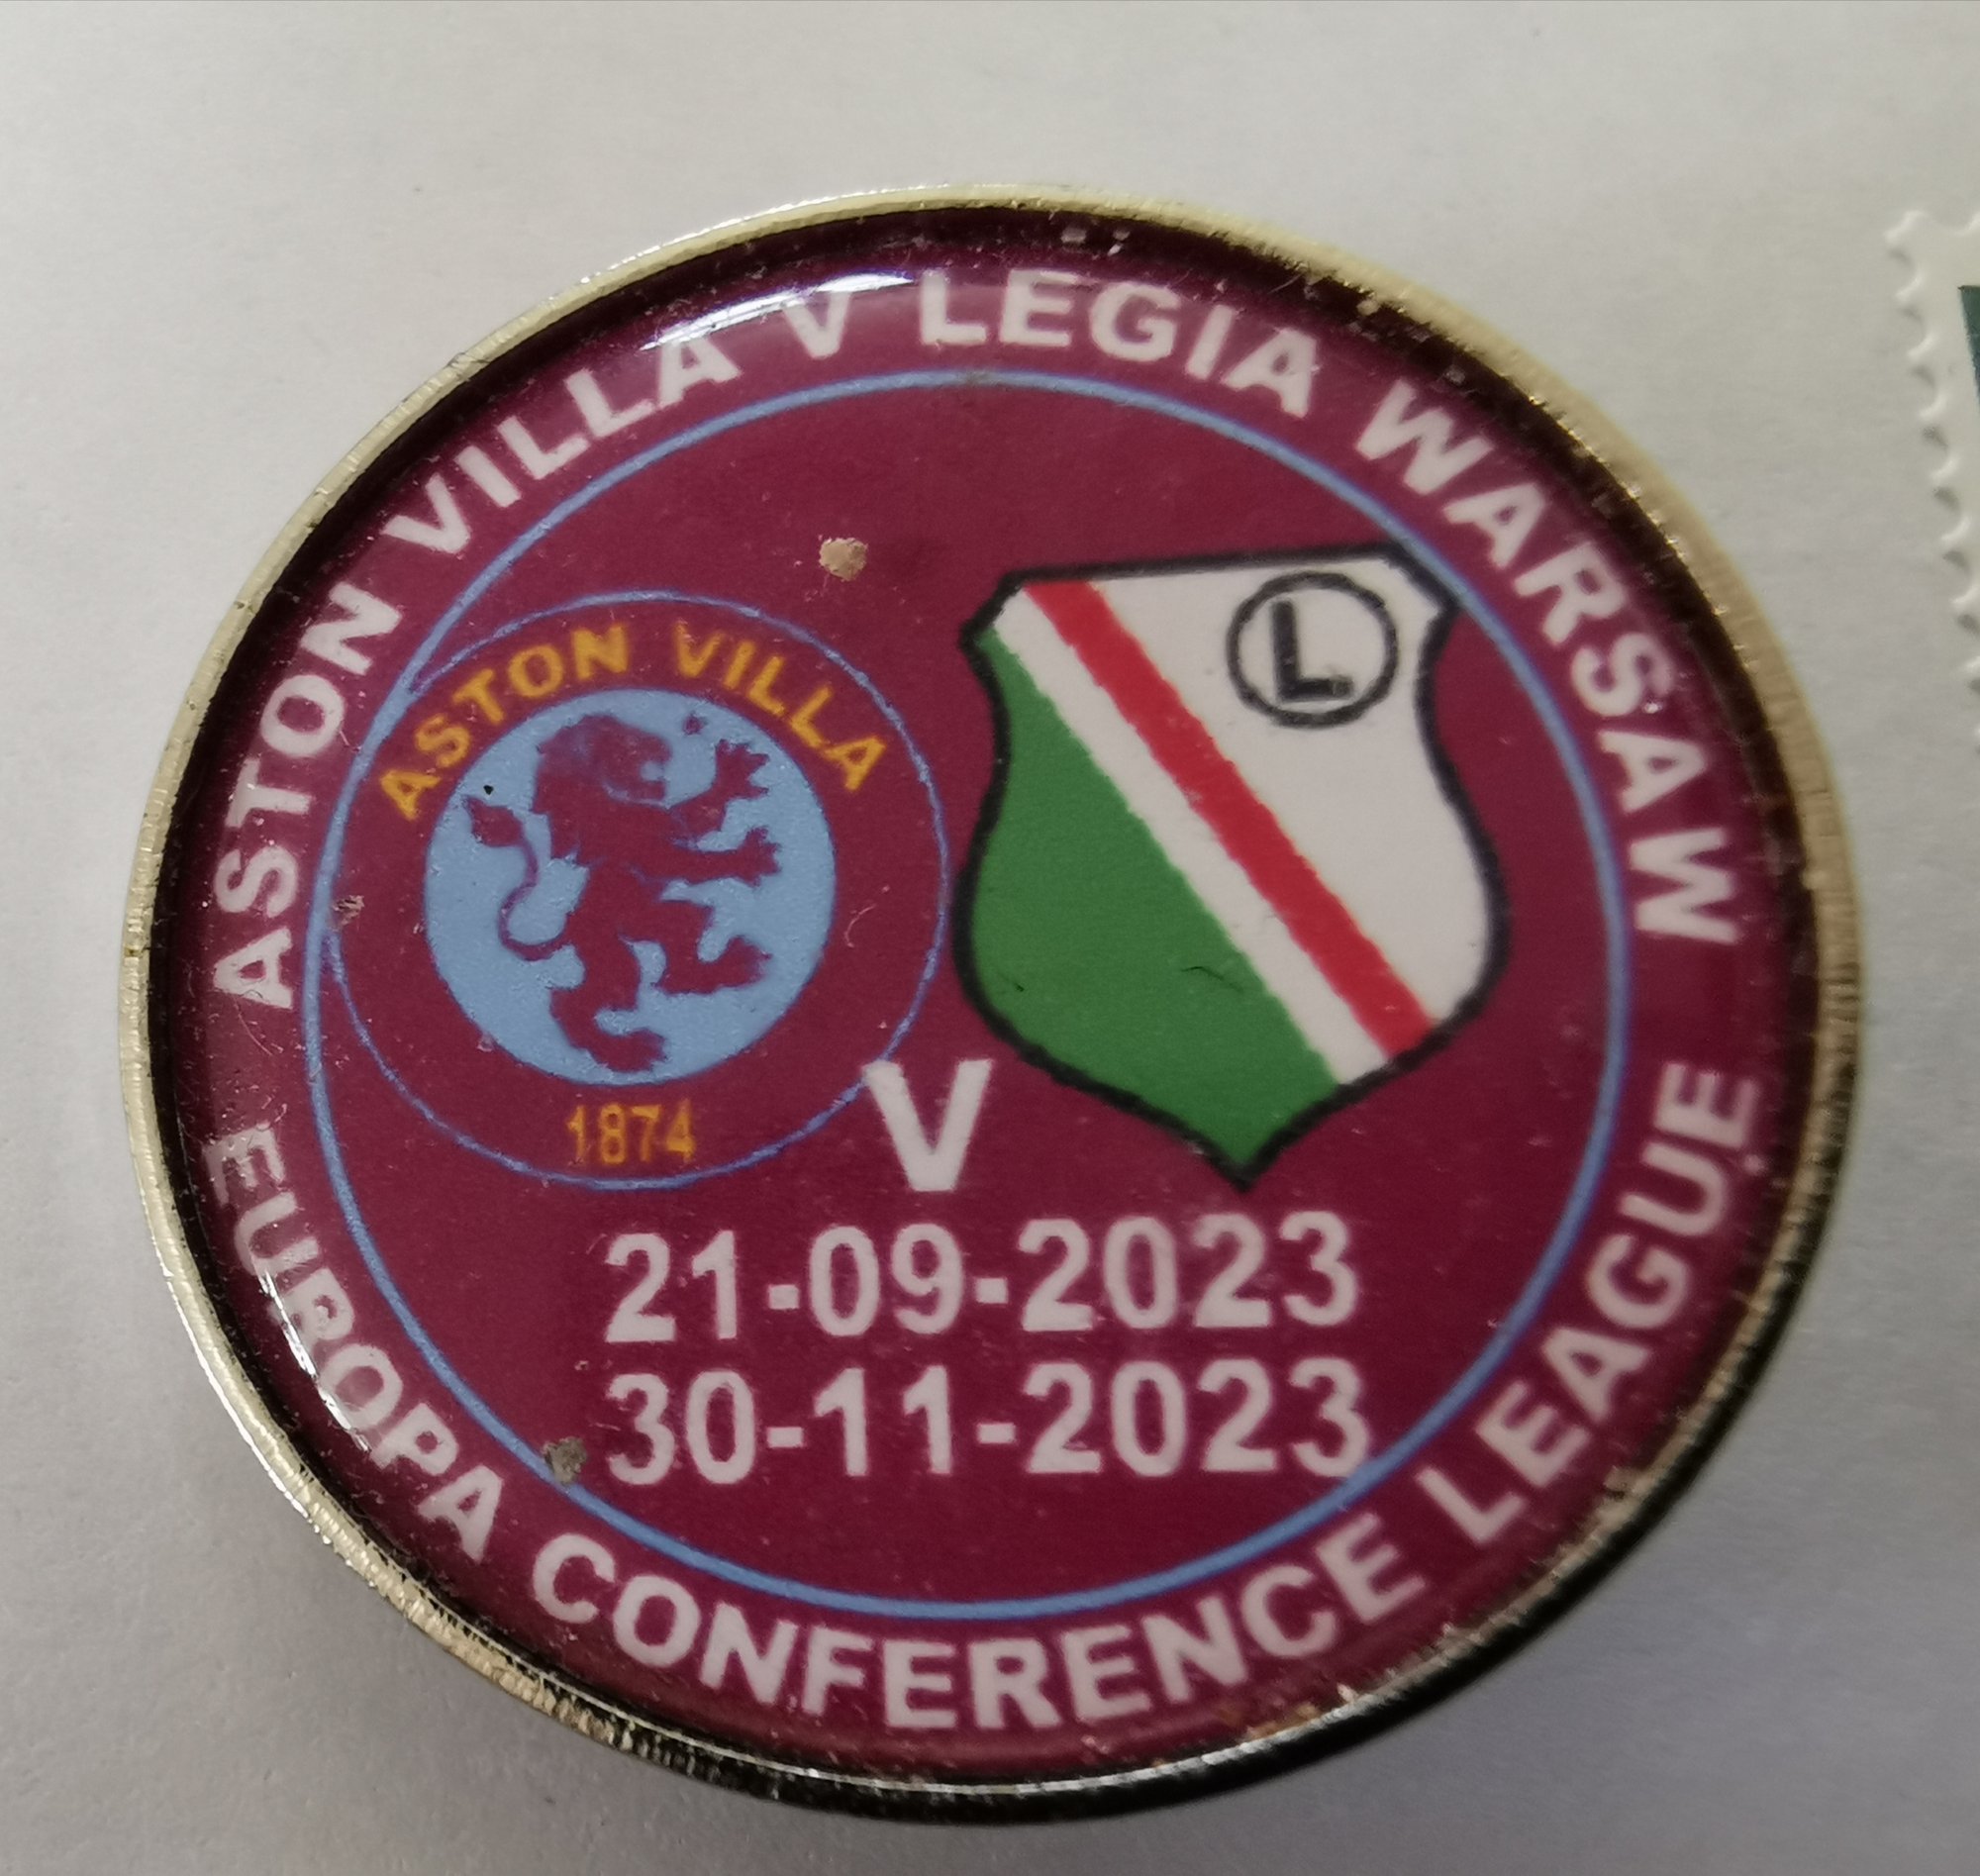 ASTON VILLA V LEGIA WARSAW
ASTON VILLA
1874
L
V
21-09-2023
30-11-2023
EUROPA CONFERENCE LEAGUE